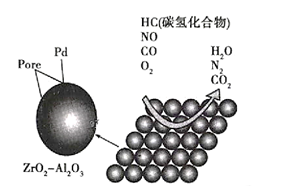 HC(碳氢化合物)
NO
CO
O₂
H₂O
N₂
CO₂
Pd
Pore
ZrO₂-Al₂O₃